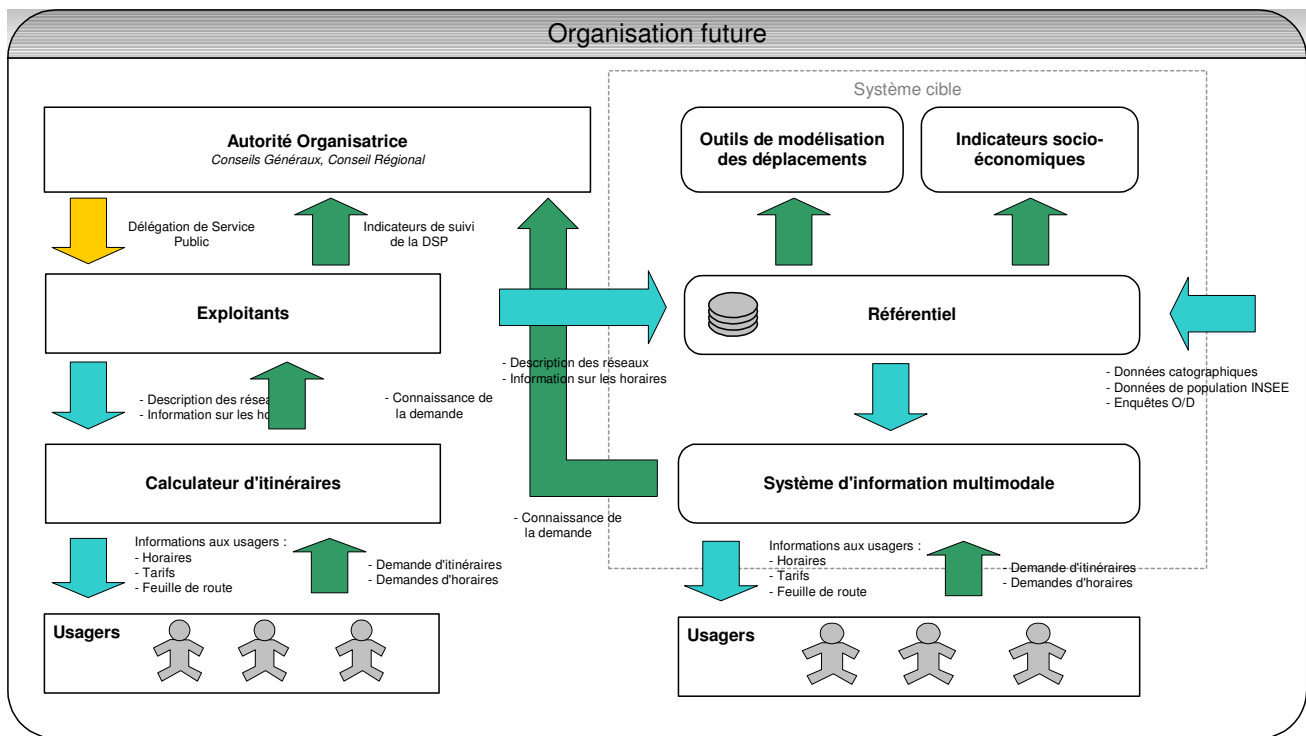 Organisation future
Système cible
Autorité Organisatrice
Conseils Généraux, Conseil Régional
Outils de modélisation
des déplacements
Indicateurs socio-
économiques
Délégation de Service
Public
Indicateurs de suivi
de la DSP
Exploitants
Référentiel
- Description des réseaux
- Information sur les horaires
- Données catographiques
- Données de population INSEE
- Enquêtes O/D
- Description des résea
- Information sur les ho
- Connaissance de
la demande
Calculateur d'itinéraires
Système d'information multimodale
- Connaissance de
la demande
Informations aux usagers :
- Horaires
- Tarifs
- Feuille de route
- Demande d'itinéraires
- Demandes d'horaires
Informations aux usagers :
- Horaires
- Tarifs
- Feuille de route
- Demande d'itinéraires
- Demandes d'horaires
Usagers
Usagers